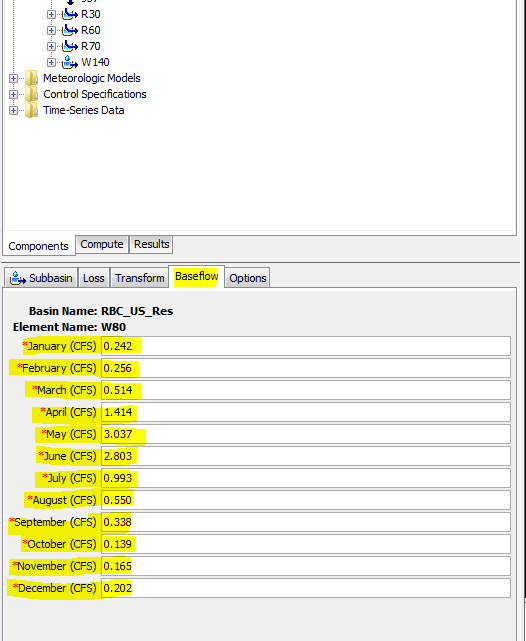 R30
R60
R70
W140
Meteorologic Models
Control Specifications
Time-Series Data
Components Compute Results
Subbasin Loss Transform Baseflow Options
Basin Name: RBC_US_Res
Element Name: W80
*January (CFS) 0.242
*February (CFS) 0.256
*March (CFS) 0.514
*April (CFS) 1.414
*May (CFS) 3.037
*June (CFS) 2.803
*July (CFS) 0.993
*August (CFS) 0.550
*September (CFS) 0.338
*October (CFS) 0.139
*November (CFS) 0.165
*December (CFS) 0.202